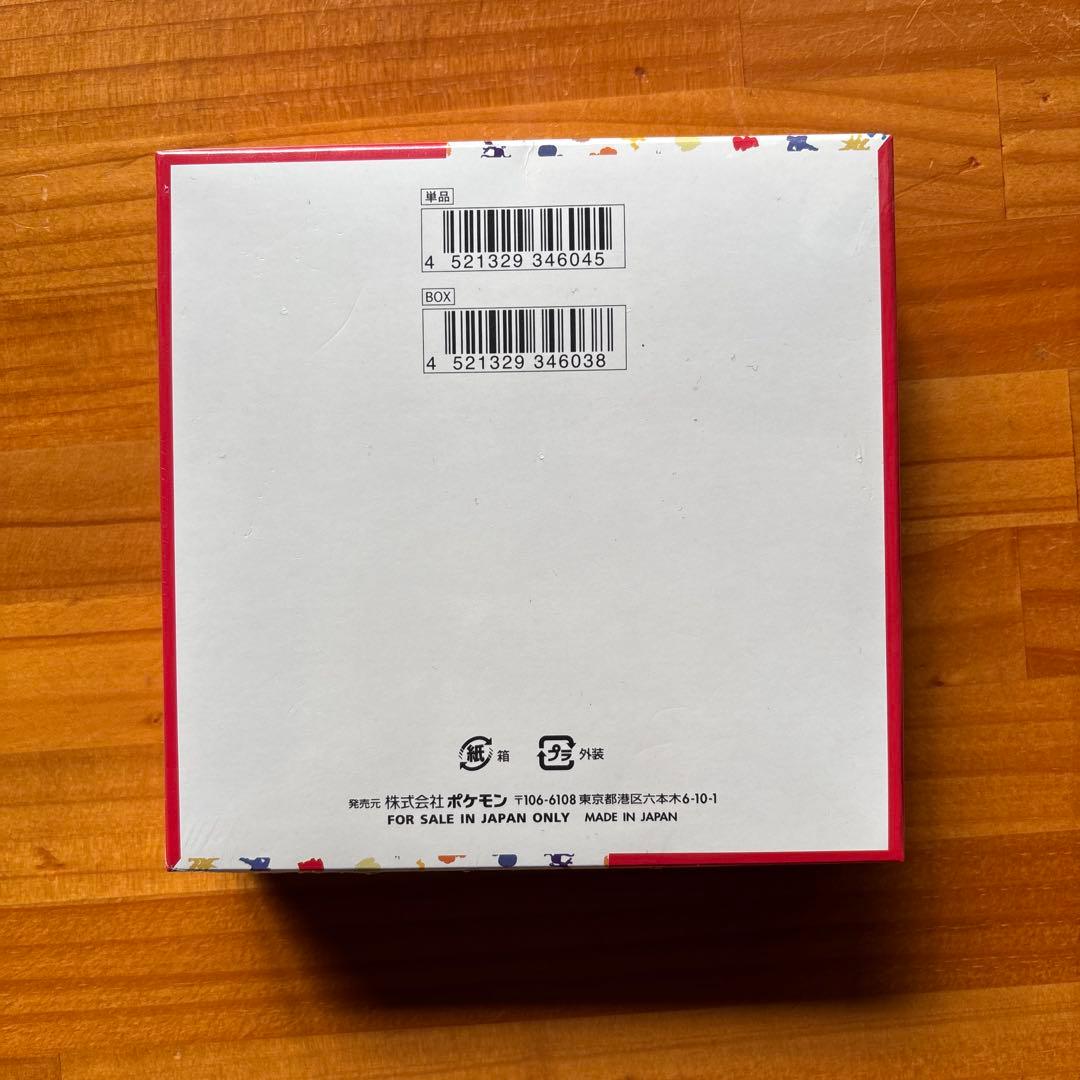 単品
4 521329 346045
BOX
4 521329 346038
紙 箱 プラ 外装
発売元 株式会社 ポケモン 〒106-6108 東京都港区六本木6-10-1
FOR SALE IN JAPAN ONLY MADE IN JAPAN